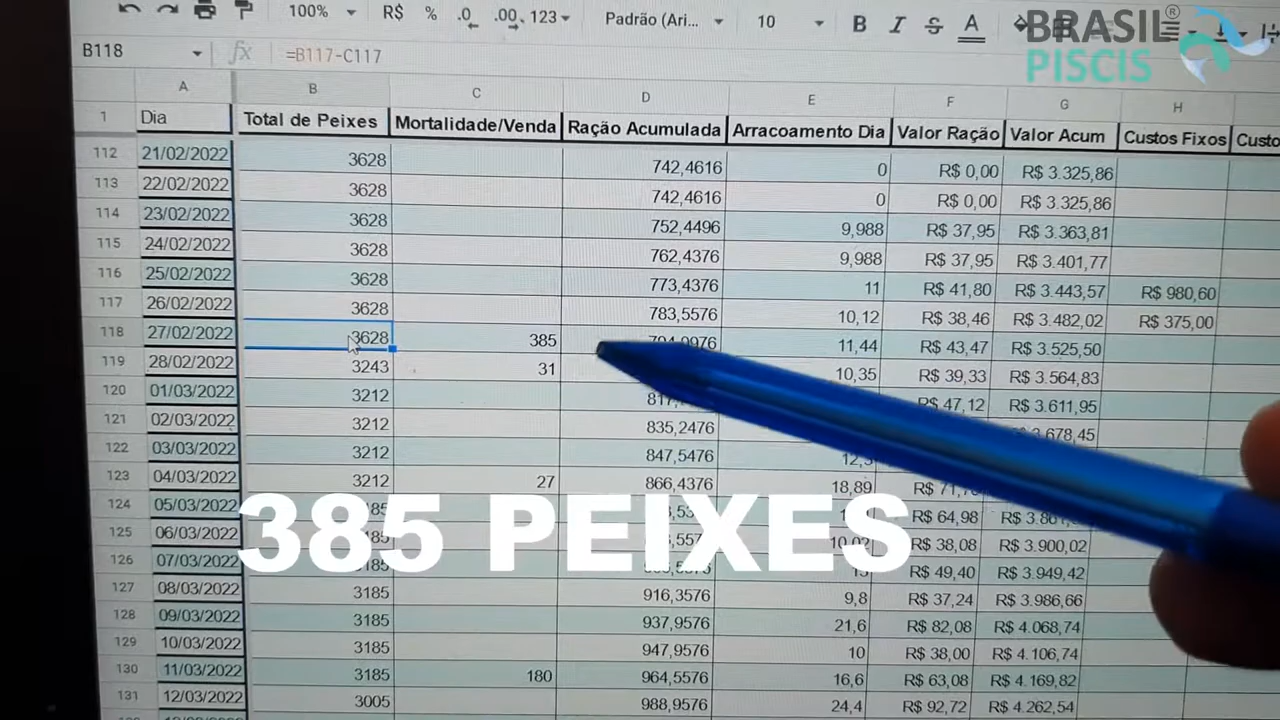 100% R$ % .0 .00 123 Padrão (Ari... 10 B I S A
BRASIL®
PISCIS
B118 fx =B117-C117
A B C D E F G H
1 Dia Total de Peixes Mortalidade/Venda Ração Acumulada Arracoamento Dia Valor Ração Valor Acum Custos Fixos Custo
112 21/02/2022 3628 742,4616 0 R$ 0,00 R$ 3.325,86
113 22/02/2022 3628 742,4616 0 R$ 0,00 R$ 3.325,86
114 23/02/2022 3628 752,4496 9,988 R$ 37,95 R$ 3.363,81
115 24/02/2022 3628 762,4376 9,988 R$ 37,95 R$ 3.401,77
116 25/02/2022 3628 773,4376 11 R$ 41,80 R$ 3.443,57 R$ 980,60
117 26/02/2022 3628 783,5576 10,12 R$ 38,46 R$ 3.482,02 R$ 375,00
118 27/02/2022 3628 385 11,44 R$ 43,47 R$ 3.525,50
119 28/02/2022 3243 31 10,35 R$ 39,33 R$ 3.564,83
120 01/03/2022 3212 R$ 47,12 R$ 3.611,95
121 02/03/2022 3212 835,2476
122 03/03/2022 3212 847,5476
123 04/03/2022 3212 27 866,4376 18,89
124 05/03/2022 R$ 64,98
125 06/03/2022 R$ 38,08 R$ 3.900,02
126 07/03/2022 R$ 49,40 R$ 3.949,42
385 PEIXES
127 08/03/2022 3185 916,3576 9,8 R$ 37,24 R$ 3.986,66
128 09/03/2022 3185 937,9576 21,6 R$ 82,08 R$ 4.068,74
129 10/03/2022 3185 947,9576 10 R$ 38,00 R$ 4.106,74
130 11/03/2022 3185 180 964,5576 16,6 R$ 63,08 R$ 4.169,82
131 12/03/2022 3005 988,9576 24,4 R$ 92,72 R$ 4.262,54